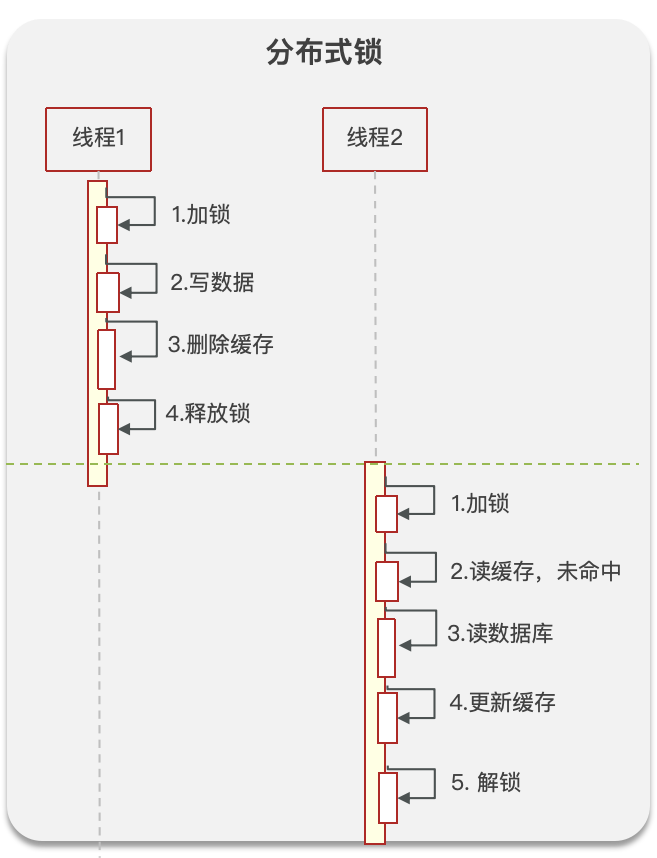 分布式锁
线程1
线程2
1.加锁
2.写数据
3.删除缓存
4.释放锁
1.加锁
2.读缓存，未命中
3.读数据库
4.更新缓存
5. 解锁